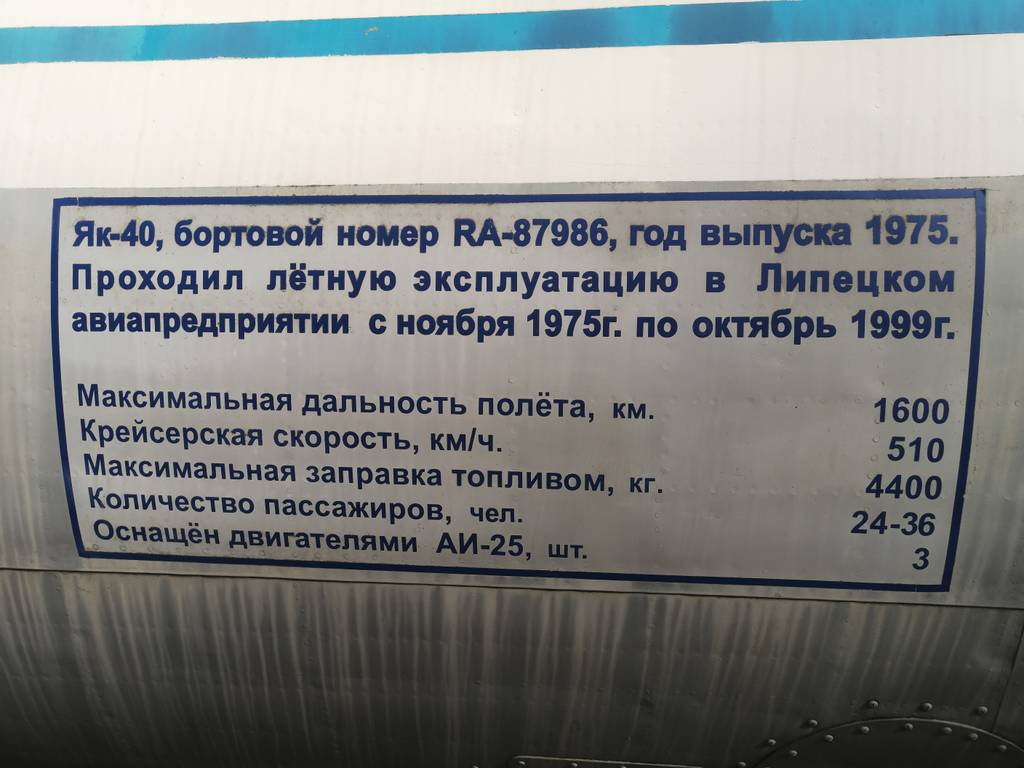 Як-40, бортовой номер RA-87986, год выпуска 1975.
Проходил лётную эксплуатацию в Липецком
авиапредприятии с ноября 1975г. по октябрь 1999г.
Максимальная дальность полёта, км. 1600
Крейсерская скорость, км/ч. 510
Максимальная заправка топливом, кг. 4400
Количество пассажиров, чел. 24-36
Оснащён двигателями АИ-25, шт. 3